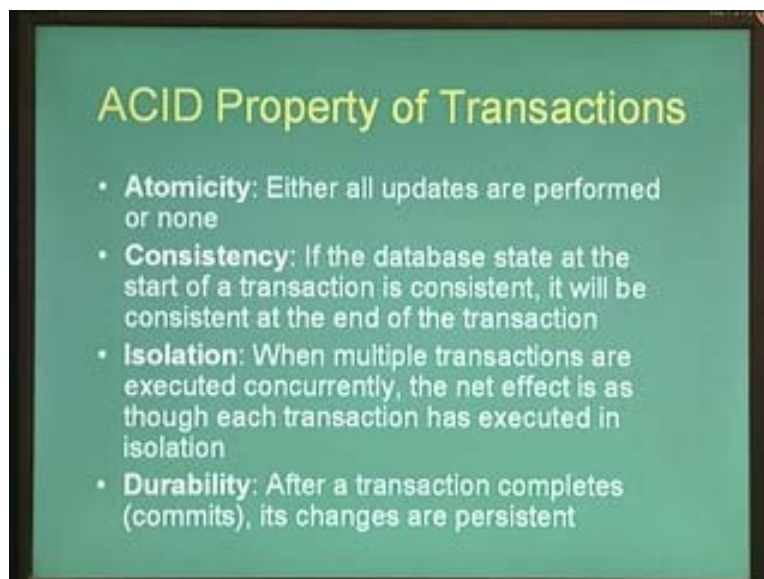 ACID Property of Transactions
• Atomicity: Either all updates are performed
or none
• Consistency: If the database state at the
start of a transaction is consistent, it will be
consistent at the end of the transaction
• Isolation: When multiple transactions are
executed concurrently, the net effect is as
though each transaction has executed in
isolation
• Durability: After a transaction completes
(commits), its changes are persistent